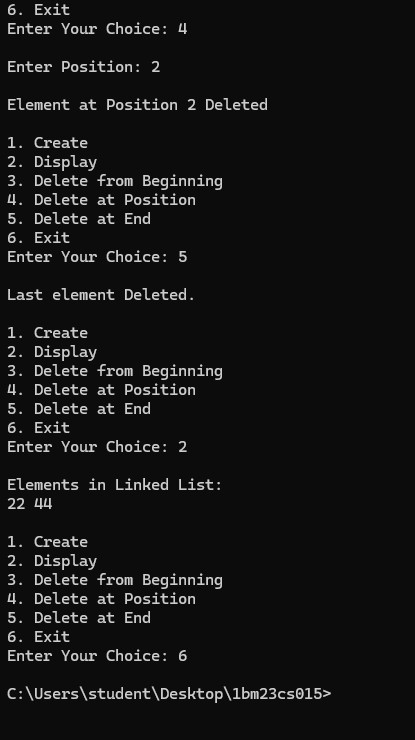 6. Exit
Enter Your Choice: 4
Enter Position: 2
Element at Position 2 Deleted
1. Create
2. Display
3. Delete from Beginning
4. Delete at Position
5. Delete at End
6. Exit
Enter Your Choice: 5
Last element Deleted.
1. Create
2. Display
3. Delete from Beginning
4. Delete at Position
5. Delete at End
6. Exit
Enter Your Choice: 2
Elements in Linked List:
22 44
1. Create
2. Display
3. Delete from Beginning
4. Delete at Position
5. Delete at End
6. Exit
Enter Your Choice: 6
C:\Users\student\Desktop\1bm23cs015>